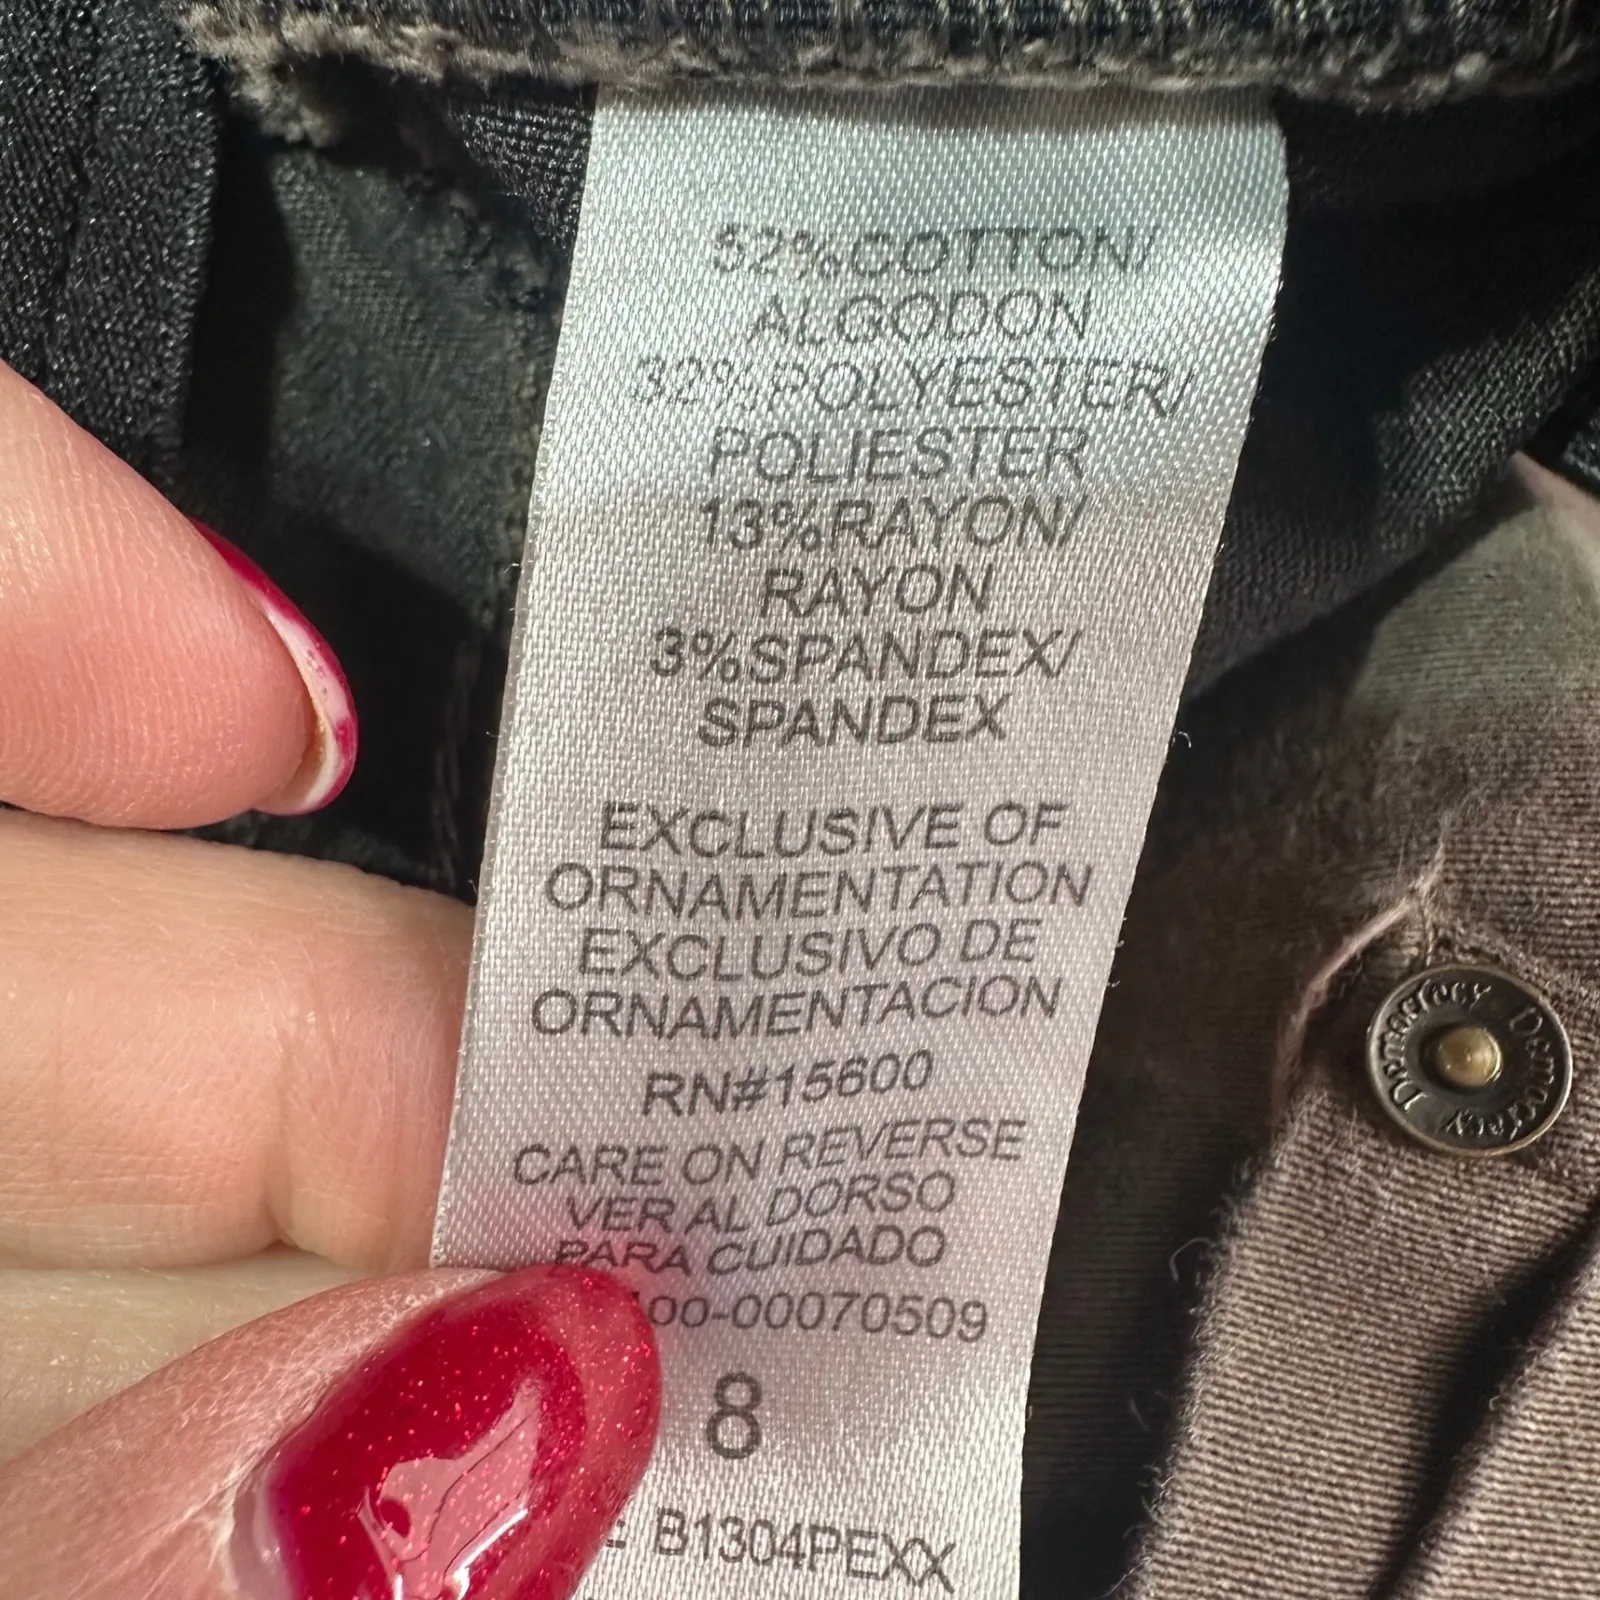 52%COTTON/
ALGODON
32%POLYESTER/
POLIESTER
13%RAYON/
RAYON
3%SPANDEX/
SPANDEX
EXCLUSIVE OF
ORNAMENTATION
EXCLUSIVO DE
ORNAMENTACION
RN#15600
CARE ON REVERSE
VER AL DORSO
PARA CUIDADO
00-00070509
8
B1304PEXX
Democracy Democracy